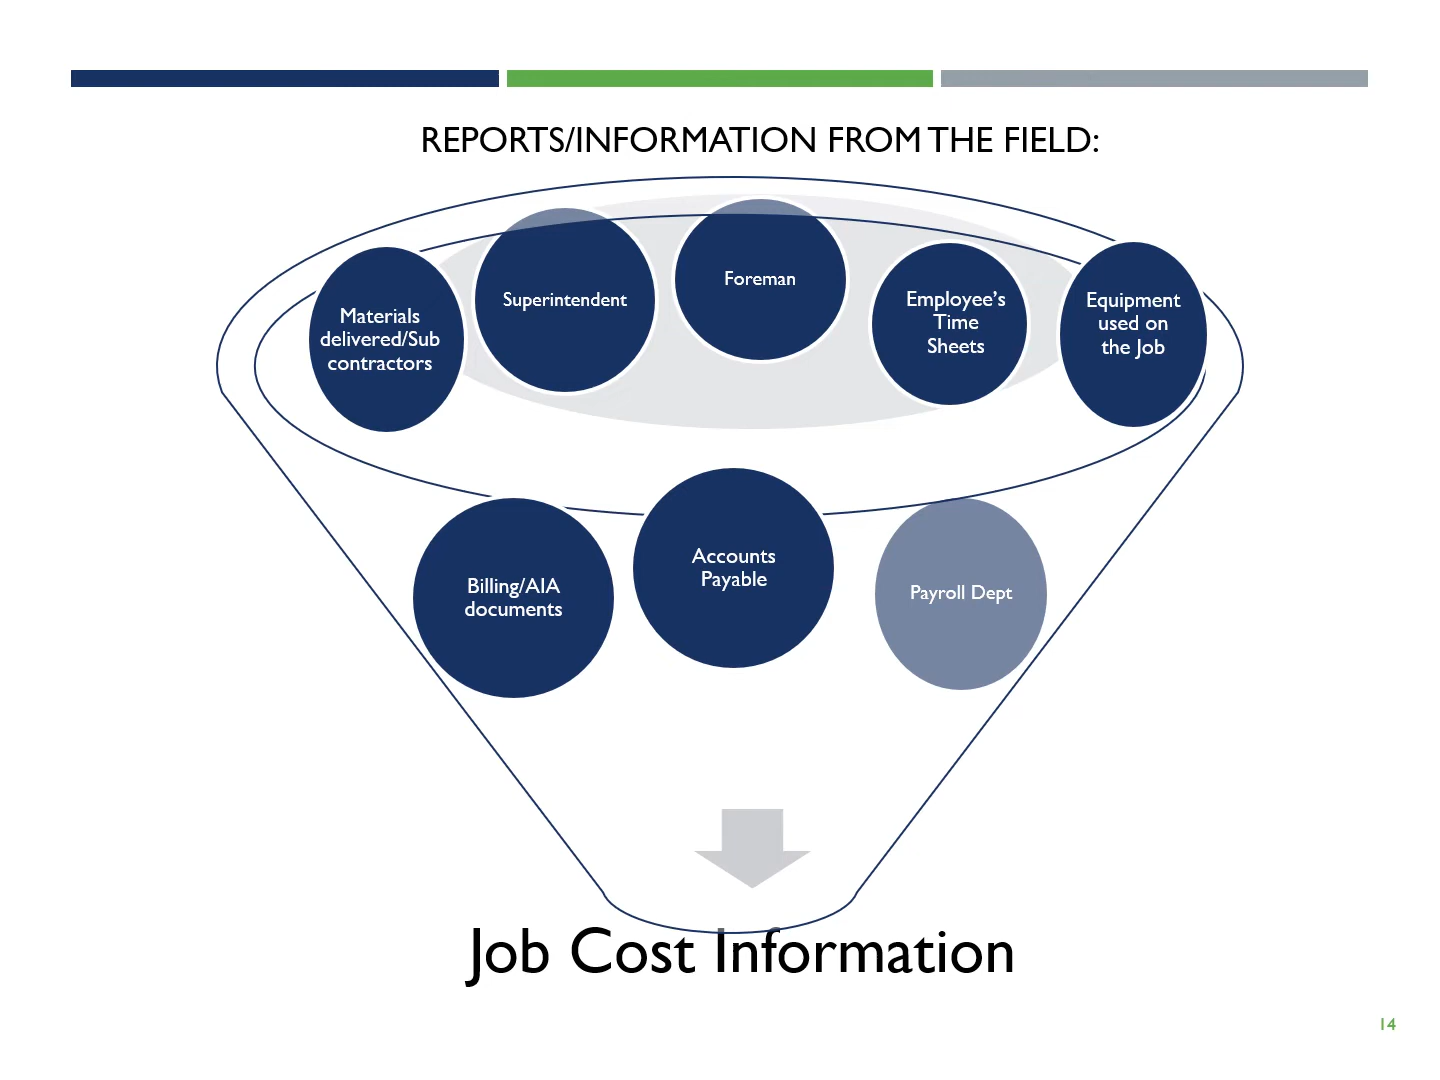 REPORTS/INFORMATION FROM THE FIELD:
Materials
delivered/Sub
contractors
Superintendent
Foreman
Employee’s
Time
Sheets
Equipment
used on
the Job
Billing/AIA
documents
Accounts
Payable
Payroll Dept
Job Cost Information
14